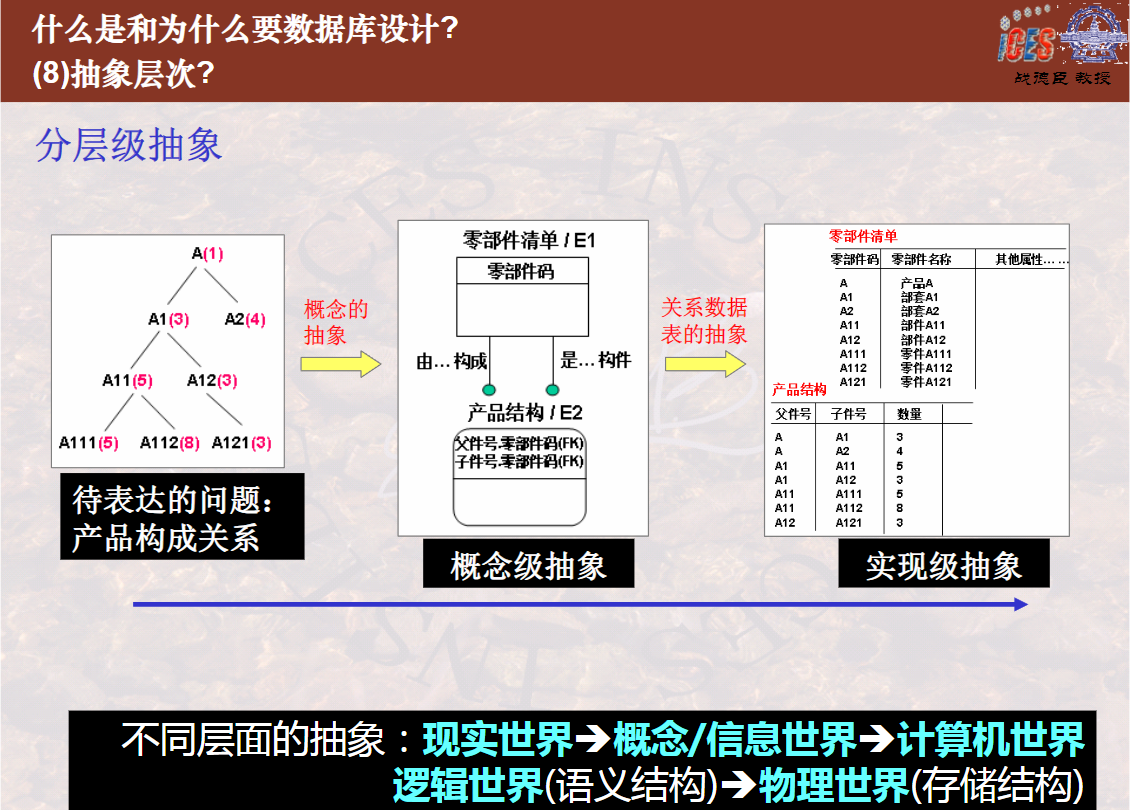 什么是和为什么要数据库设计?
(8)抽象层次?
iCES
战德臣 教授
分层级抽象
A(1)
A1(3) A2(4)
A11(5) A12(3)
A111(5) A112(8) A121(3)
待表达的问题：
产品构成关系
概念的
抽象
零部件清单 / E1
零部件码
由…构成 是…构件
产品结构 / E2
父件号.零部件码(FK)
子件号.零部件码(FK)
概念级抽象
关系数据
表的抽象
零部件清单
零部件码 零部件名称 其他属性… …
A 产品A
A1 部套A1
A2 部套A2
A11 部件A11
A12 部件A12
A111 零件A111
A112 零件A112
A121 零件A121
产品结构
父件号 子件号 数量
A A1 3
A A2 4
A1 A11 5
A1 A12 3
A11 A111 5
A11 A112 8
A12 A121 3
实现级抽象
不同层面的抽象：现实世界➔概念/信息世界➔计算机世界
逻辑世界(语义结构)➔物理世界(存储结构)